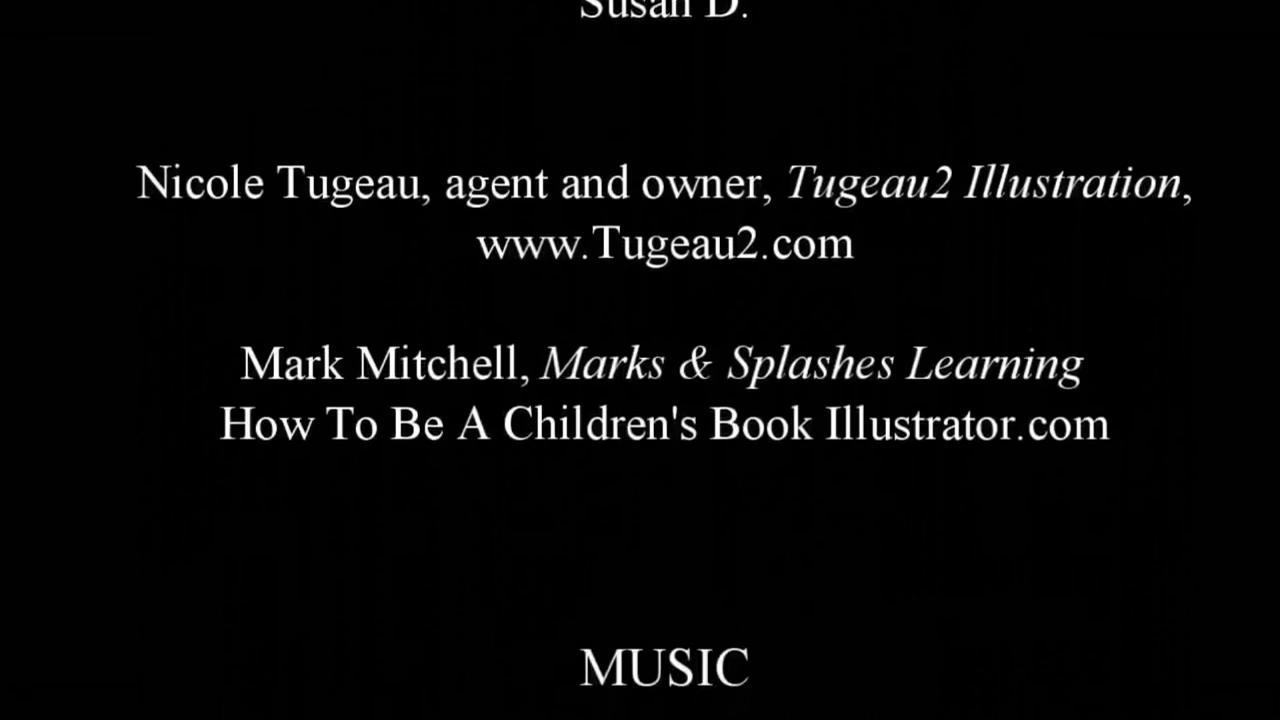 Susan D.
Nicole Tugeau, agent and owner, Tugeau2 Illustration,
www.Tugeau2.com
Mark Mitchell, Marks & Splashes Learning
How To Be A Children's Book Illustrator.com
MUSIC